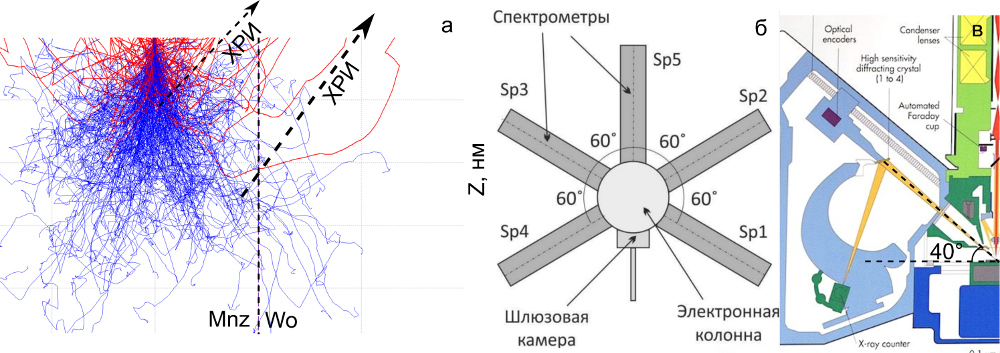 ХРИ
ХРИ
а
Mnz
Wo
Спектрометры
Sp5
Sp3
Sp2
60°
60°
60°
60°
Sp4
Sp1
Z, нм
Шлюзовая
камера
Электронная
колонна
б
Optical
encoders
Condenser
lenses
в
High sensitivity
diffracting crystal
(1 to 4)
Automated
Faraday
cup
40°
X-ray counter